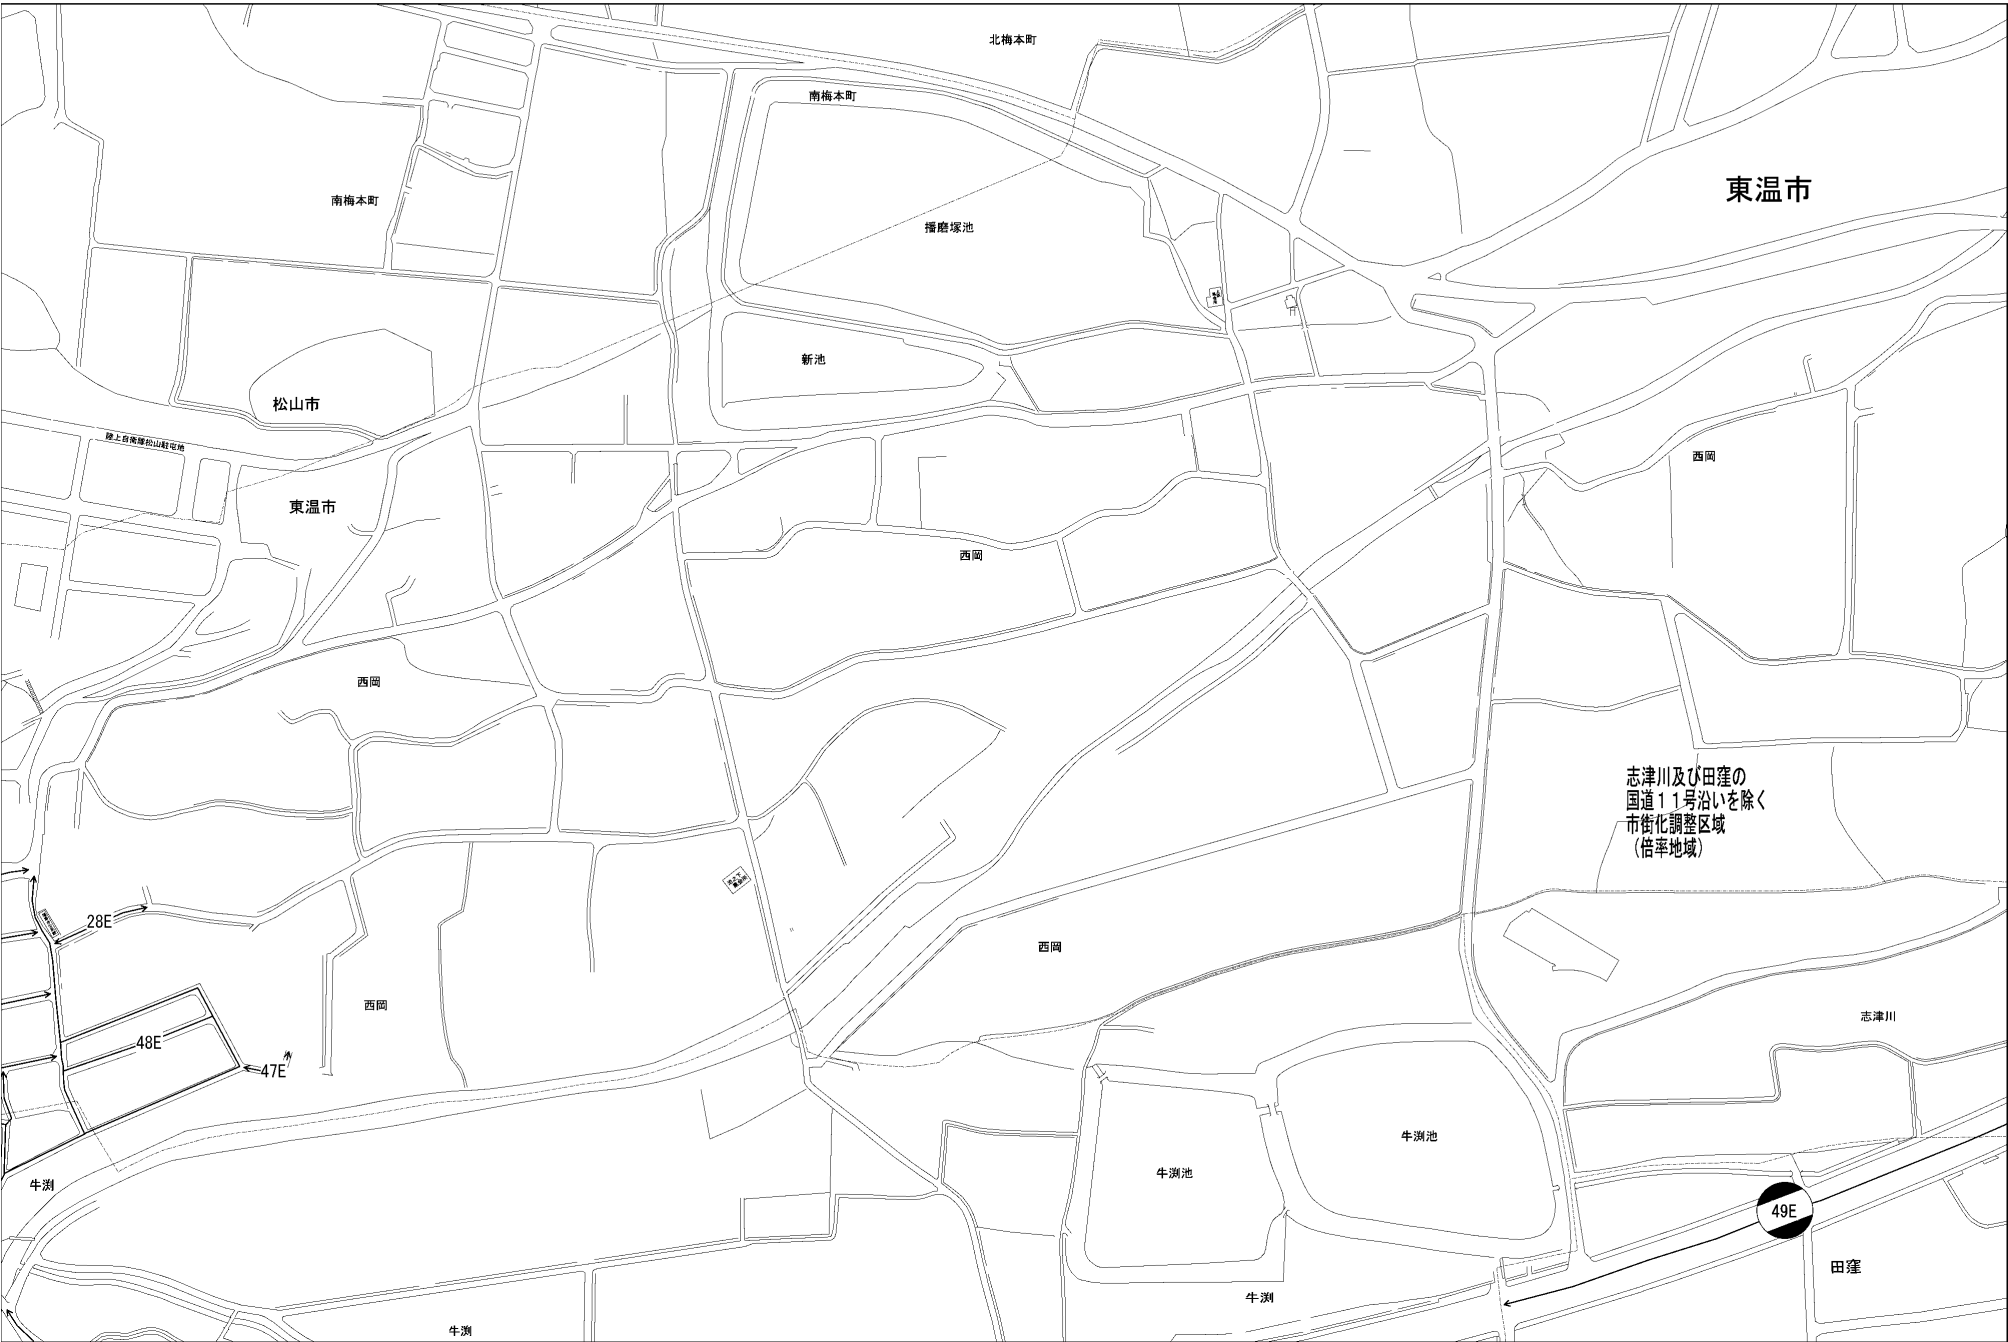 北梅本町
南梅本町
東温市
南梅本町
播磨塚池
新池
松山市
陸上自衛隊松山駐屯地
西岡
東温市
西岡
西岡
志津川及び田窪の
国道11号沿いを除く
市街化調整区域
(倍率地域)
28E
西岡
西岡
志津川
48E
47E
牛渕池
牛渕池
牛渕
49E
田窪
牛渕
牛渕